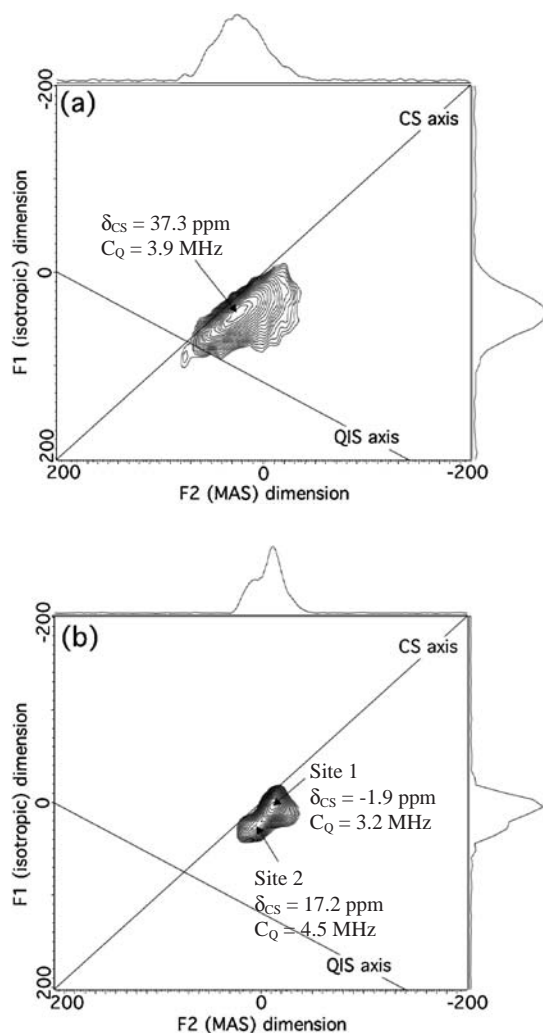 (a)
-200
0
200
F1 (isotropic) dimension
CS axis
δCS = 37.3 ppm
CQ = 3.9 MHz
QIS axis
200
0
-200
F2 (MAS) dimension
(b)
-200
0
200
F1 (isotropic) dimension
CS axis
Site 1
δCS = -1.9 ppm
CQ = 3.2 MHz
Site 2
δCS = 17.2 ppm
CQ = 4.5 MHz
QIS axis
200
0
-200
F2 (MAS) dimension